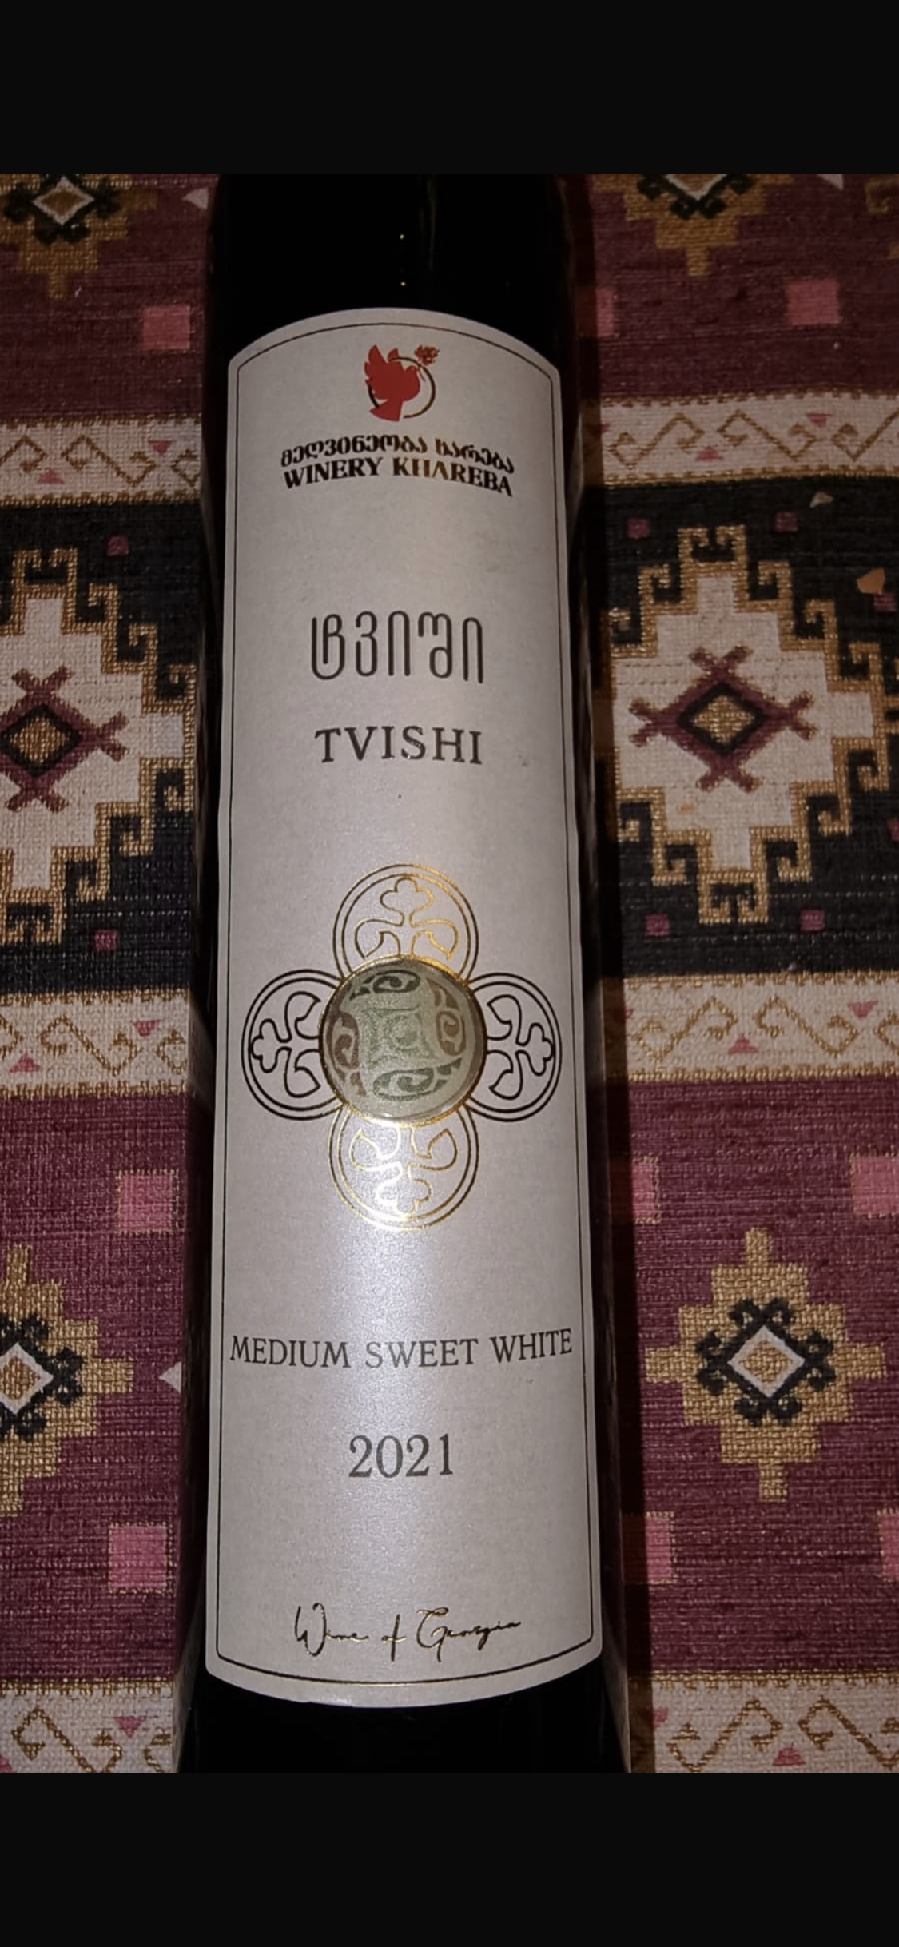 მეღვინეობა ხარება
WINERY KHAREBA
ტვიში
TVISHI
MEDIUM SWEET WHITE
2021
Wine of Georgia